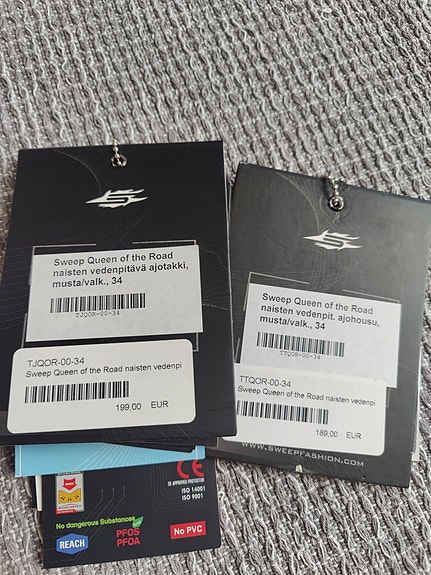 Sweep Queen of the Road
naisten vedenpitävä ajotakki,
musta/valk., 34
TJQOR-00-34
TJQOR-00-34
Sweep Queen of the Road naisten vedenpi
199,00 EUR
Sweep Queen of the Road
naisten vedenpit. ajohousu,
musta/valk., 34
TTQOR-00-34
TTQOR-00-34
Sweep Queen of the Road naisten vedenpi
189,00 EUR
WWW.SWEEPFASHION.COM
CE
CE APPROVED PROTECTOR
ISO 14001
ISO 9001
No dangerous Substances
REACH
PFOS
PFOA
No PVC